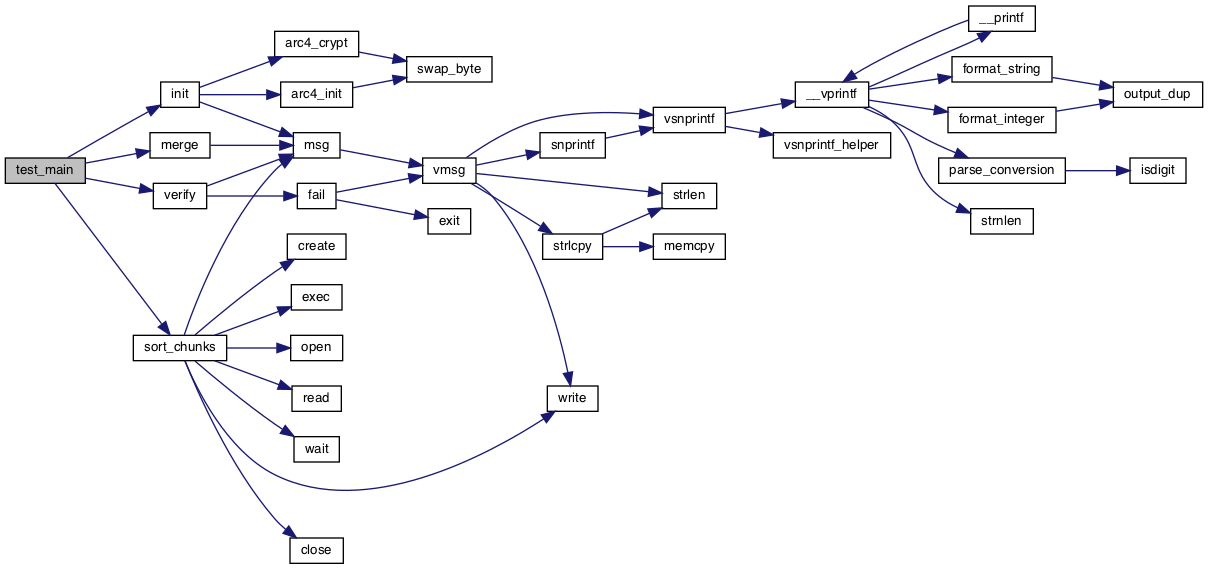 __printf
arc4_crypt
swap_byte
format_string
init
arc4_init
vsnprintf
__vprintf
output_dup
format_integer
merge
msg
snprintf
vsnprintf_helper
test_main
vmsg
parse_conversion
isdigit
verify
fail
strlen
exit
strnlen
create
strlcpy
memcpy
exec
sort_chunks
open
read
write
wait
close